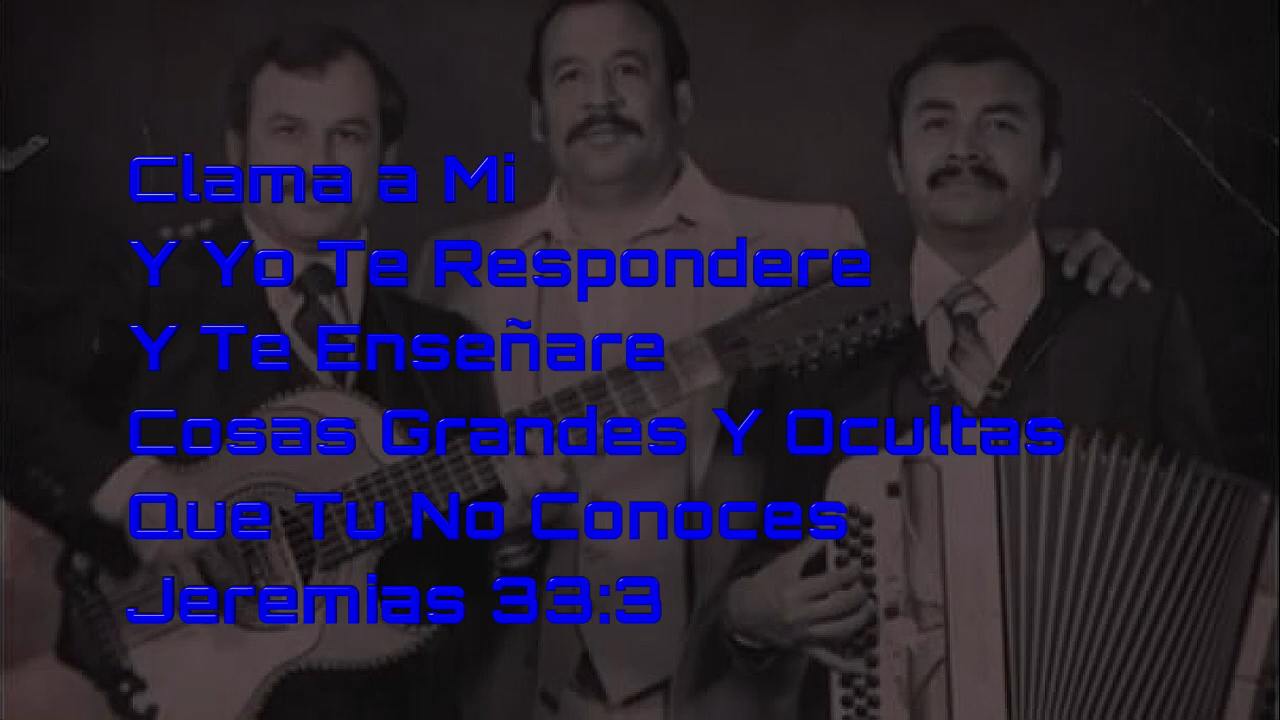 Clama a Mi
Y Yo Te Respondere
Y Te Enseñare
Cosas Grandes Y Ocultas
Que Tu No Conoces
Jeremias 33:3